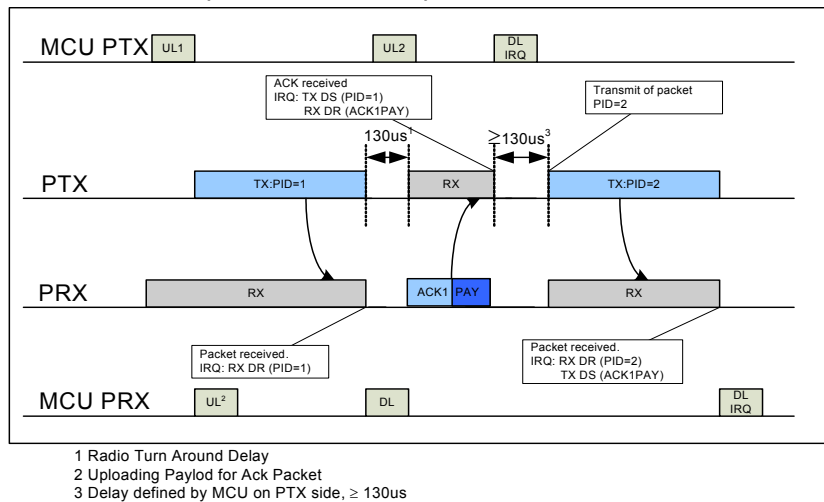 MCU PTX
UL1
UL2
DL
IRQ
ACK received
IRQ: TX DS (PID=1)
RX DR (ACK1PAY)
Transmit of packet
PID=2
130us1
≥130us3
PTX
TX:PID=1
RX
TX:PID=2
PRX
RX
ACK1 PAY
RX
Packet received.
IRQ: RX DR (PID=1)
Packet received.
IRQ: RX DR (PID=2)
TX DS (ACK1PAY)
MCU PRX
UL2
DL
DL
IRQ
1 Radio Turn Around Delay
2 Uploading Paylod for Ack Packet
3 Delay defined by MCU on PTX side, ≥ 130us